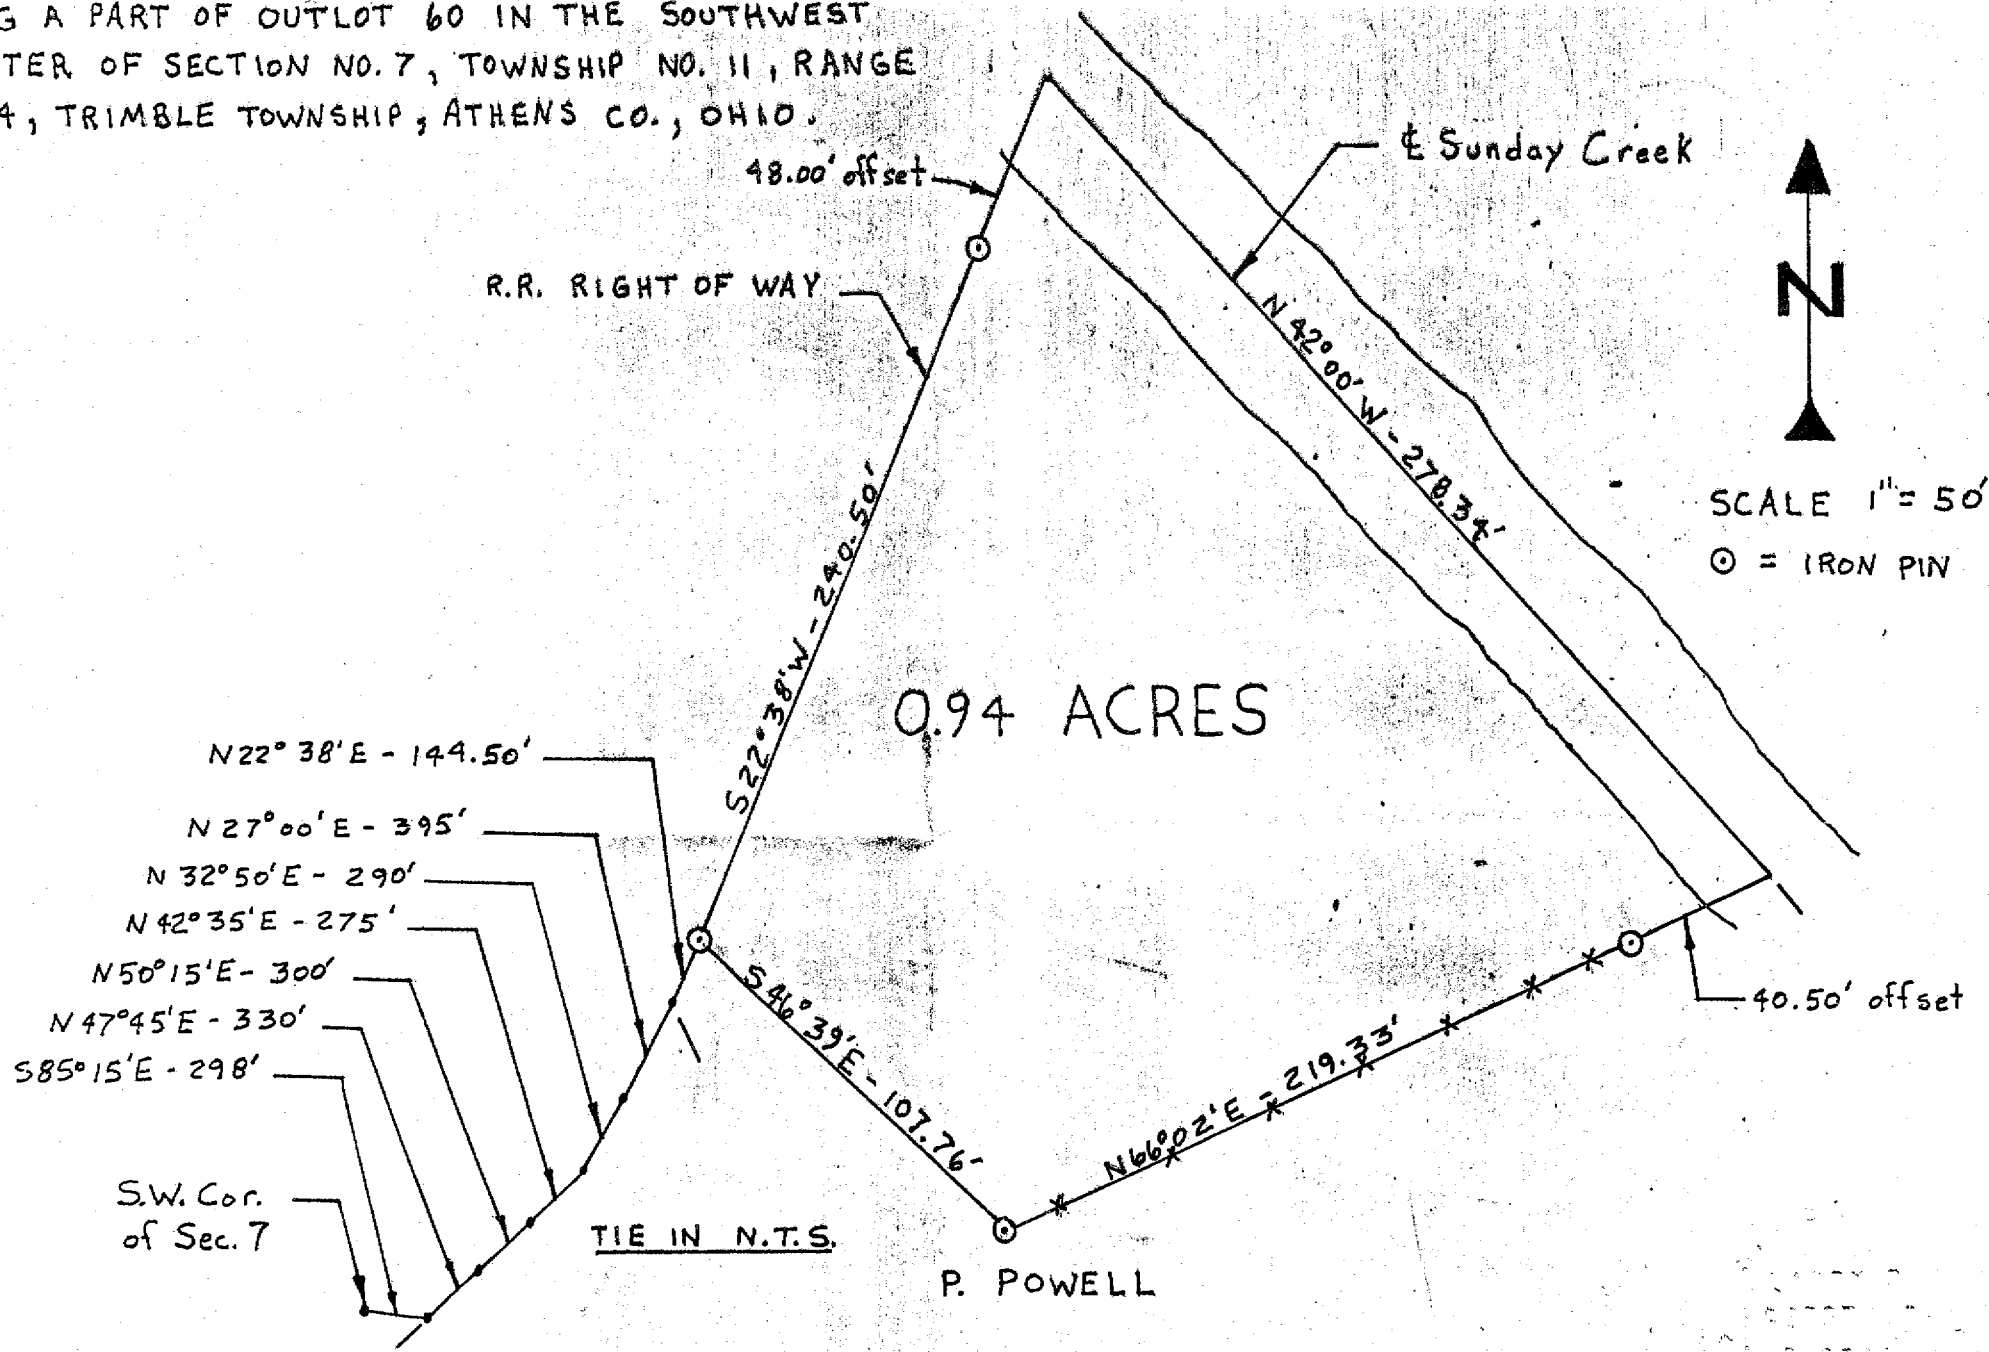 G A PART OF OUTLOT 60 IN THE SOUTHWEST
TER OF SECTION NO. 7, TOWNSHIP NO. 11, RANGE
4, TRIMBLE TOWNSHIP, ATHENS CO., OHIO.
48.00' offset
℄ Sunday Creek
R.R. RIGHT OF WAY
N
N 42°00' W - 278.34'
SCALE 1"= 50'
⊙ = IRON PIN
S22°38'W - 240.50'
0.94 ACRES
N22°38'E - 144.50'
N27°00'E - 395'
N 32°50'E - 290'
N 42°35'E - 275'
N50°15'E - 300'
N47°45'E - 330'
S85°15'E - 298'
S46°39'E - 107.76'
N66°02'E - 219.33'
40.50' offset
S.W. Cor.
of Sec. 7
TIE IN N.T.S.
P. POWELL